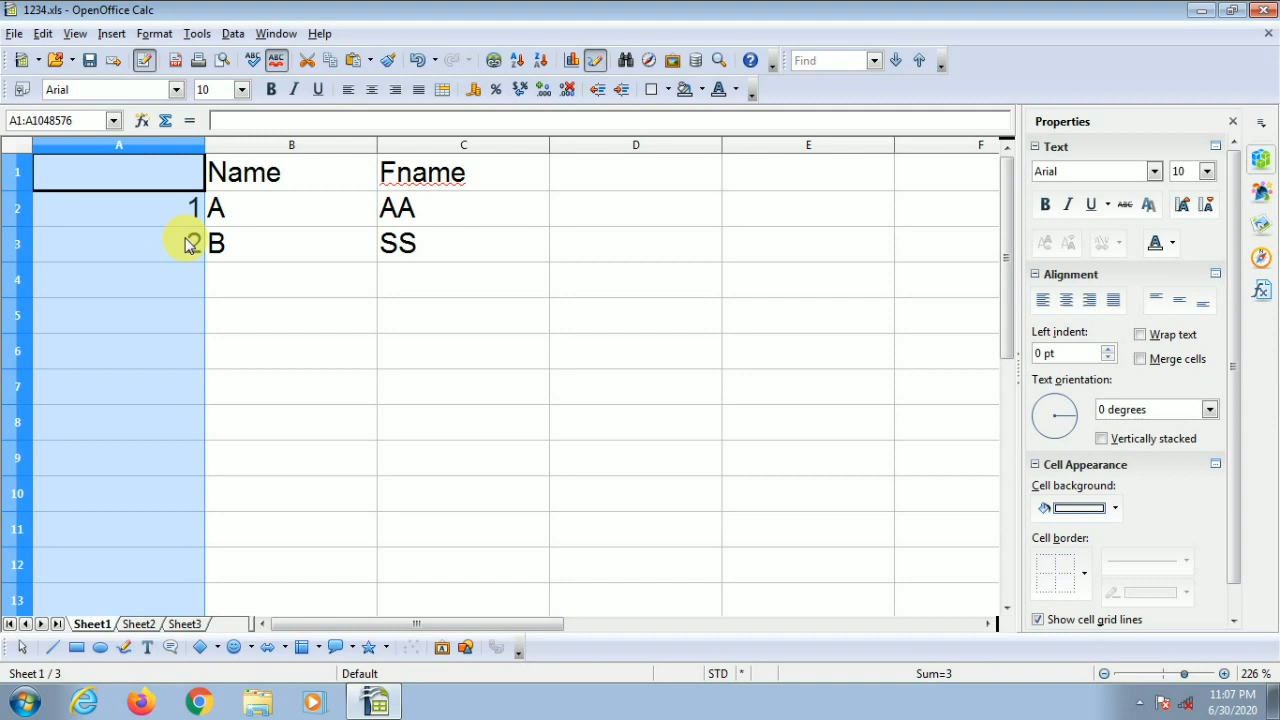 1234.xls - OpenOffice Calc
File Edit View Insert Format Tools Data Window Help
Find
Arial 10
A1:A1048576
A B C D E F
1 Name Fname
2 1 A AA
3 2 B SS
4
5
6
7
8
9
10
11
12
13
Properties
Text
Arial 10
Alignment
Left indent:
0 pt
Wrap text
Merge cells
Text orientation:
0 degrees
Vertically stacked
Cell Appearance
Cell background:
Cell border:
Show cell grid lines
Sheet1 Sheet2 Sheet3
Sheet 1 / 3 Default STD * Sum=3 226 %
11:07 PM
6/30/2020